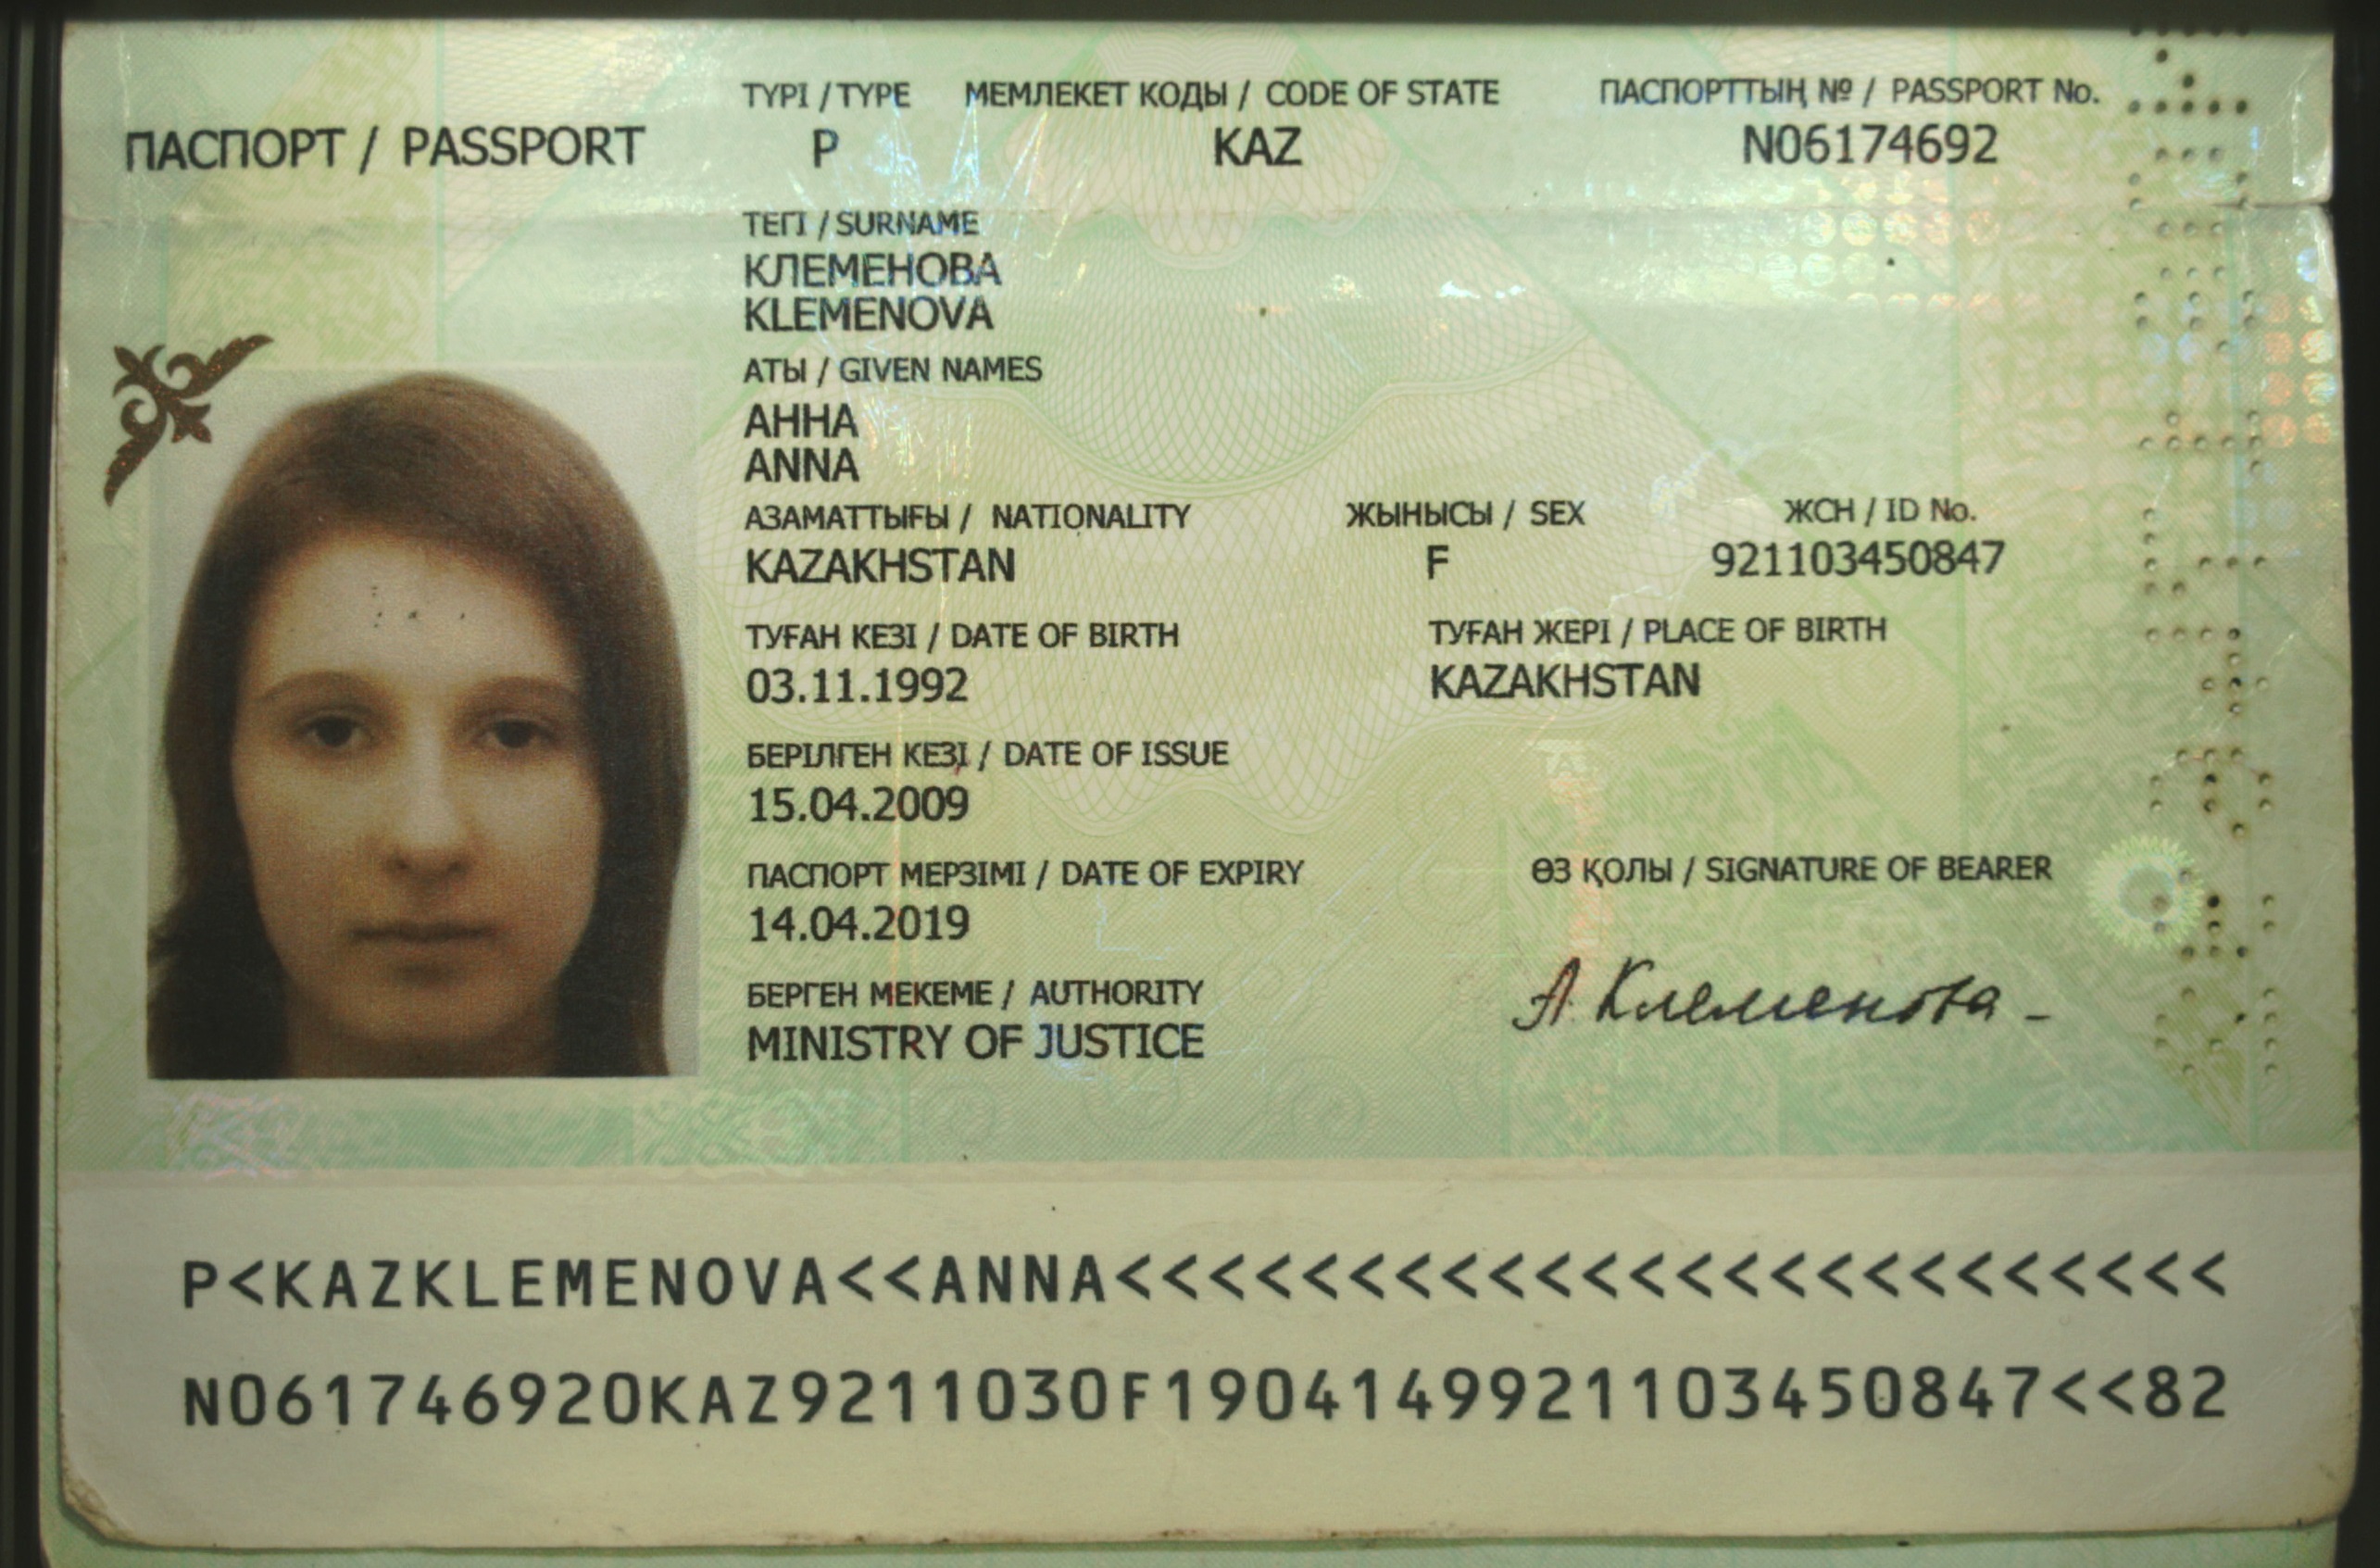 ТҮРІ / TYPE МЕМЛЕКЕТ КОДЫ / CODE OF STATE ПАСПОРТТЫҢ № / PASSPORT No.
ПАСПОРТ / PASSPORT P KAZ N06174692
ТЕГІ / SURNAME
КЛЕМЕНОВА
KLEMENOVA
АТЫ / GIVEN NAMES
АННА
ANNA
АЗАМАТТЫҒЫ / NATIONALITY ЖЫНЫСЫ / SEX ЖСН / ID No.
KAZAKHSTAN F 921103450847
ТУҒАН КЕЗІ / DATE OF BIRTH ТУҒАН ЖЕРІ / PLACE OF BIRTH
03.11.1992 KAZAKHSTAN
БЕРІЛГЕН КЕЗІ / DATE OF ISSUE
15.04.2009
ПАСПОРТ МЕРЗІМІ / DATE OF EXPIRY ӨЗ ҚОЛЫ / SIGNATURE OF BEARER
14.04.2019
БЕРГЕН МЕКЕМЕ / AUTHORITY А. Клеменова
MINISTRY OF JUSTICE
P<KAZKLEMENOVA<<ANNA<<<<<<<<<<<<<<<<<<<<<<<<
N061746920KAZ9211030F1904149921103450847<<82